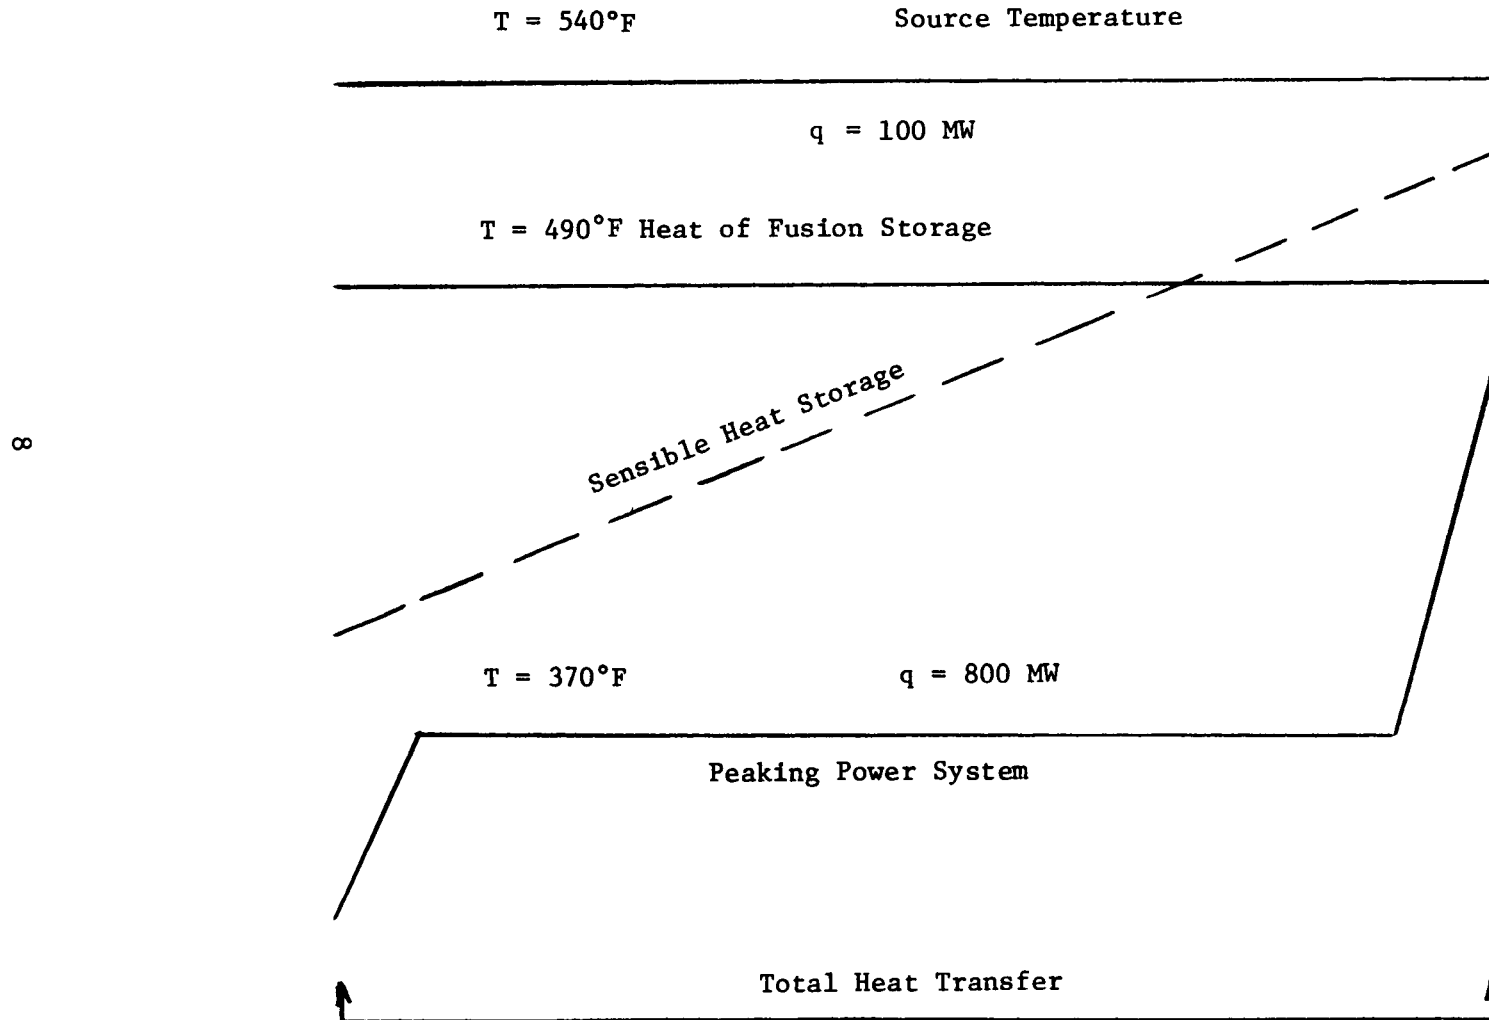 T = 540°F Source Temperature
q = 100 MW
T = 490°F Heat of Fusion Storage
Sensible Heat Storage
8
T = 370°F q = 800 MW
Peaking Power System
Total Heat Transfer